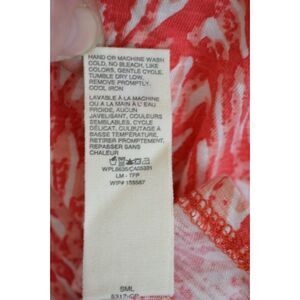 HAND OR MACHINE WASH
COLD, NO BLEACH, LIKE
COLORS, GENTLE CYCLE,
TUMBLE DRY LOW,
REMOVE PROMPTLY,
COOL IRON
LAVABLE À LA MACHINE
OU A LA MAIN À L'EAU
FROIDE, AUCUN
JAVELISANT, COULEURS
SEMBLABLES, CYCLE
DÉLICAT, CULBUTAGE À
BASSE TEMPÉRATURE,
RETIRER PROMPTEMENT,
REPASSER SANS
CHALEUR
LM - TFP
WIP# 155587
SML